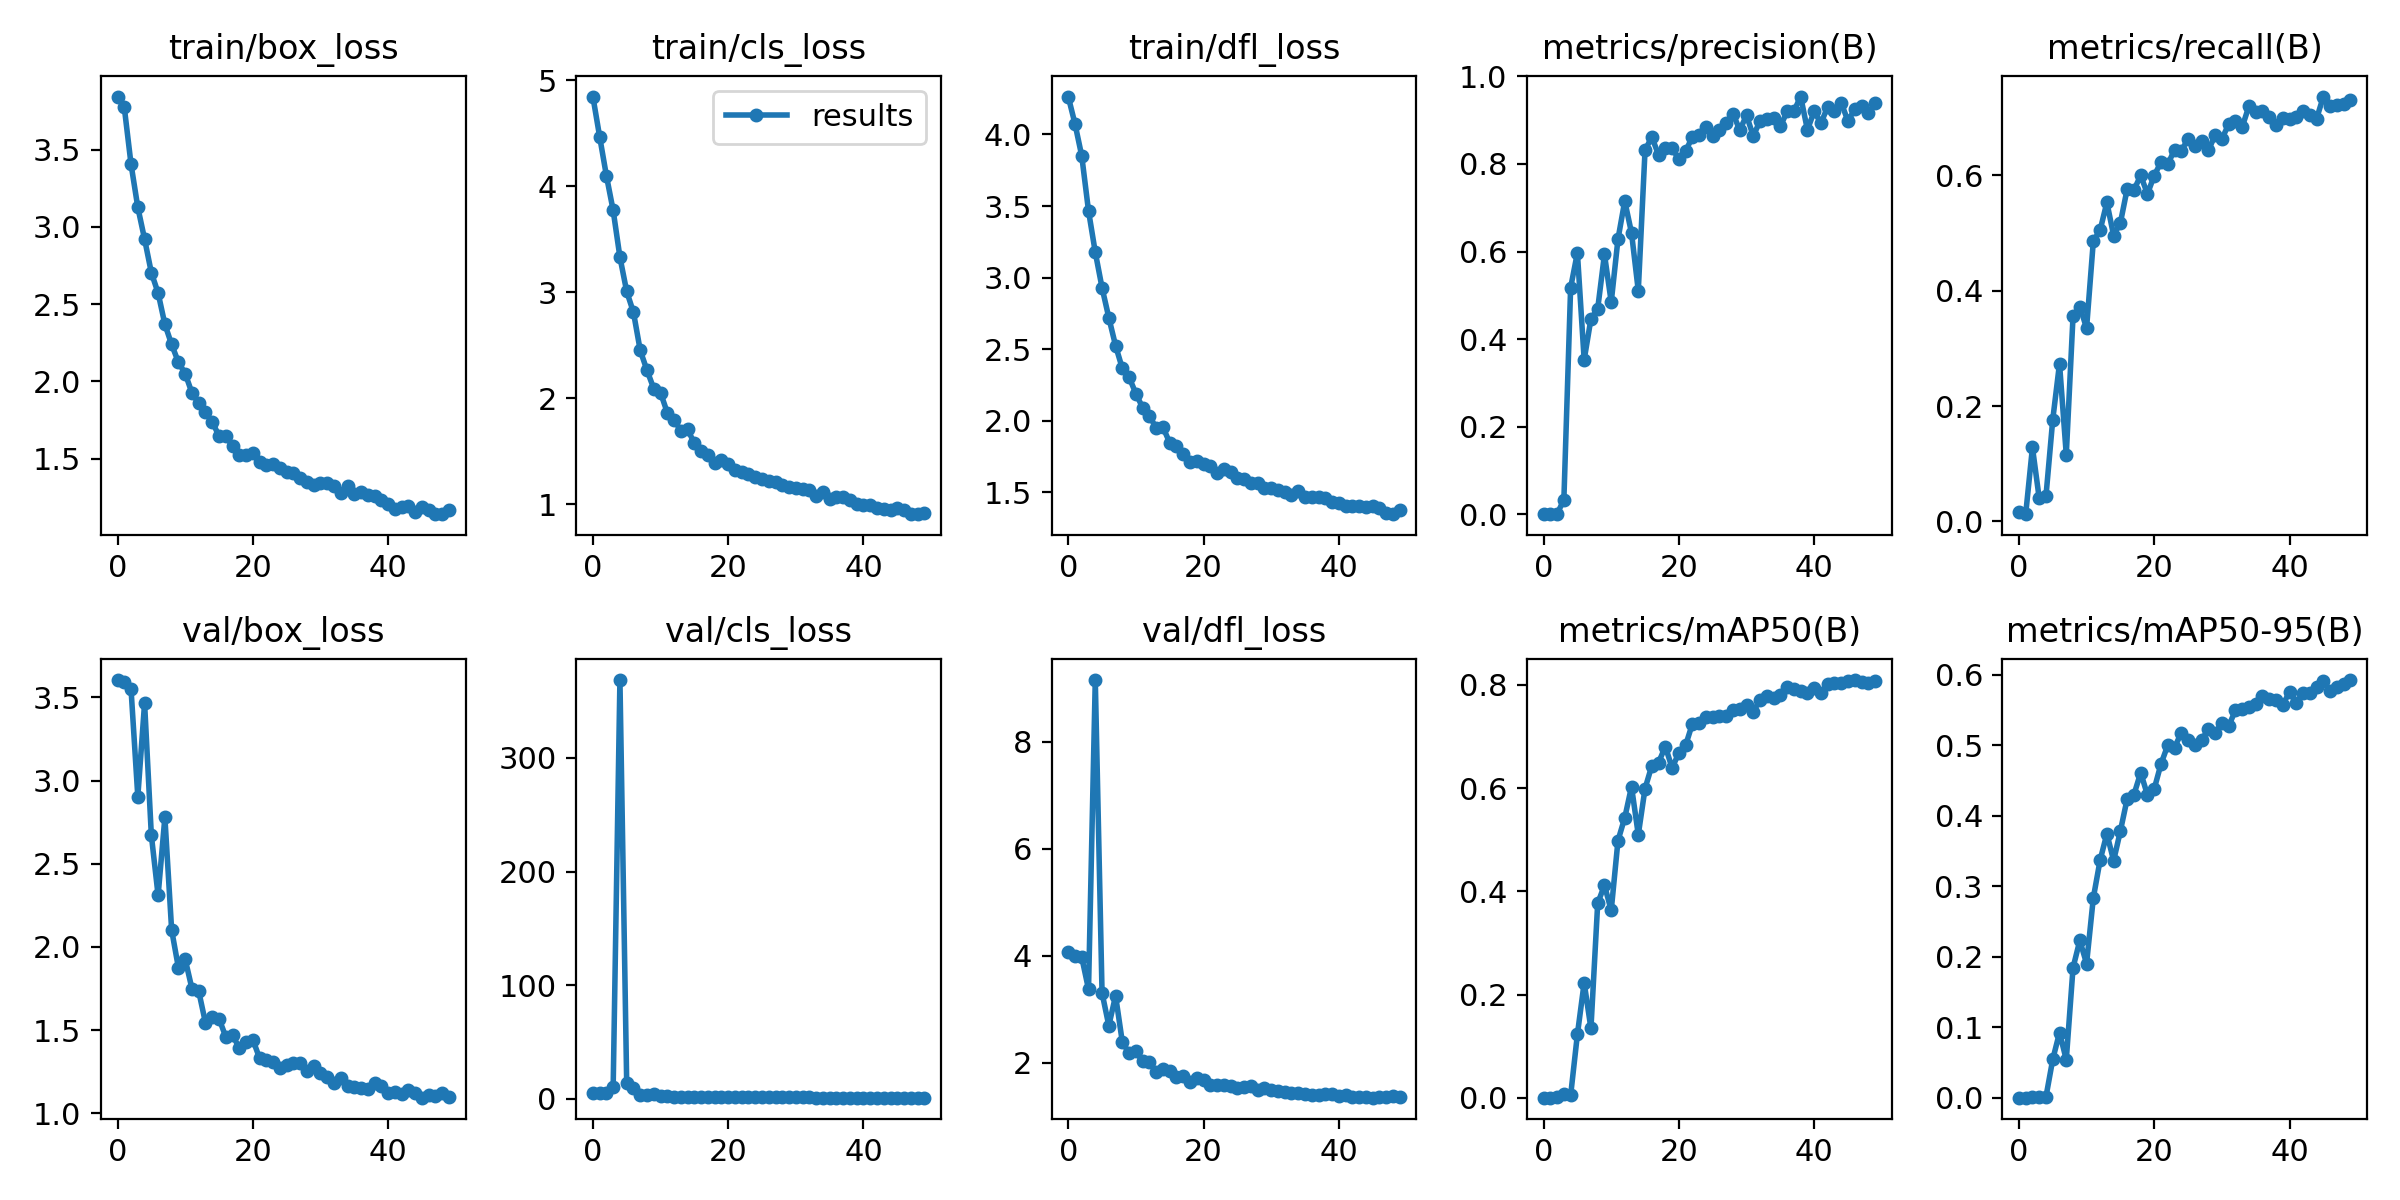 train/box_loss
train/cls_loss
train/dfl_loss
metrics/precision(B)
metrics/recall(B)
3.5
3.0
2.5
2.0
1.5
0 20 40
5
4
3
2
1
0 20 40
results
4.0
3.5
3.0
2.5
2.0
1.5
0 20 40
1.0
0.8
0.6
0.4
0.2
0.0
0 20 40
0.6
0.4
0.2
0.0
0 20 40
val/box_loss
val/cls_loss
val/dfl_loss
metrics/mAP50(B)
metrics/mAP50-95(B)
3.5
3.0
2.5
2.0
1.5
1.0
0 20 40
300
200
100
0
0 20 40
8
6
4
2
0 20 40
0.8
0.6
0.4
0.2
0.0
0 20 40
0.6
0.5
0.4
0.3
0.2
0.1
0.0
0 20 40